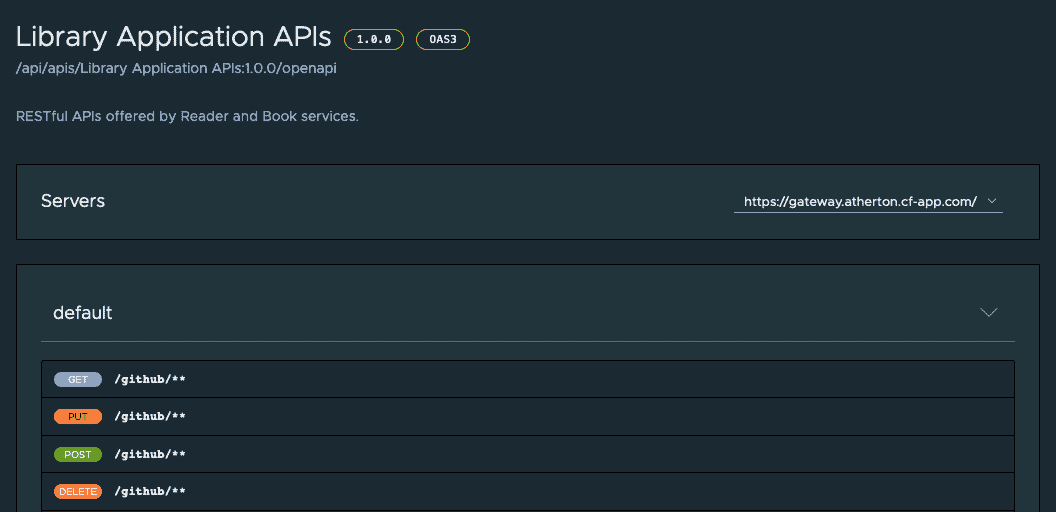 Library Application APIs 1.0.0 OAS3
/api/apis/Library Application APIs:1.0.0/openapi
RESTful APIs offered by Reader and Book services.
Servers https://gateway.atherton.cf-app.com/
default
GET /github/**
PUT /github/**
POST /github/**
DELETE /github/**